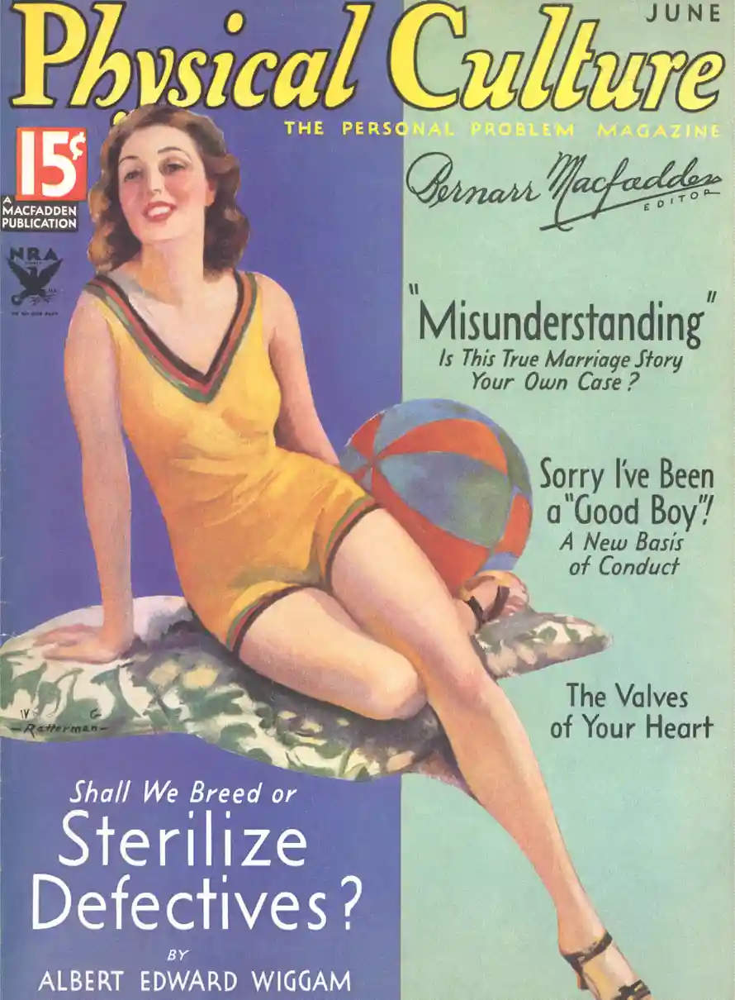 JUNE
Physical Culture
THE PERSONAL PROBLEM MAGAZINE
15¢
A
MACFADDEN
PUBLICATION
Bernarr Macfadden
EDITOR
NRA
"Misunderstanding"
Is This True Marriage Story
Your Own Case?
Sorry I've Been
a "Good Boy"!
A New Basis
of Conduct
The Valves
of Your Heart
Ratterman
Shall We Breed or
Sterilize
Defectives?
BY
ALBERT EDWARD WIGGAM